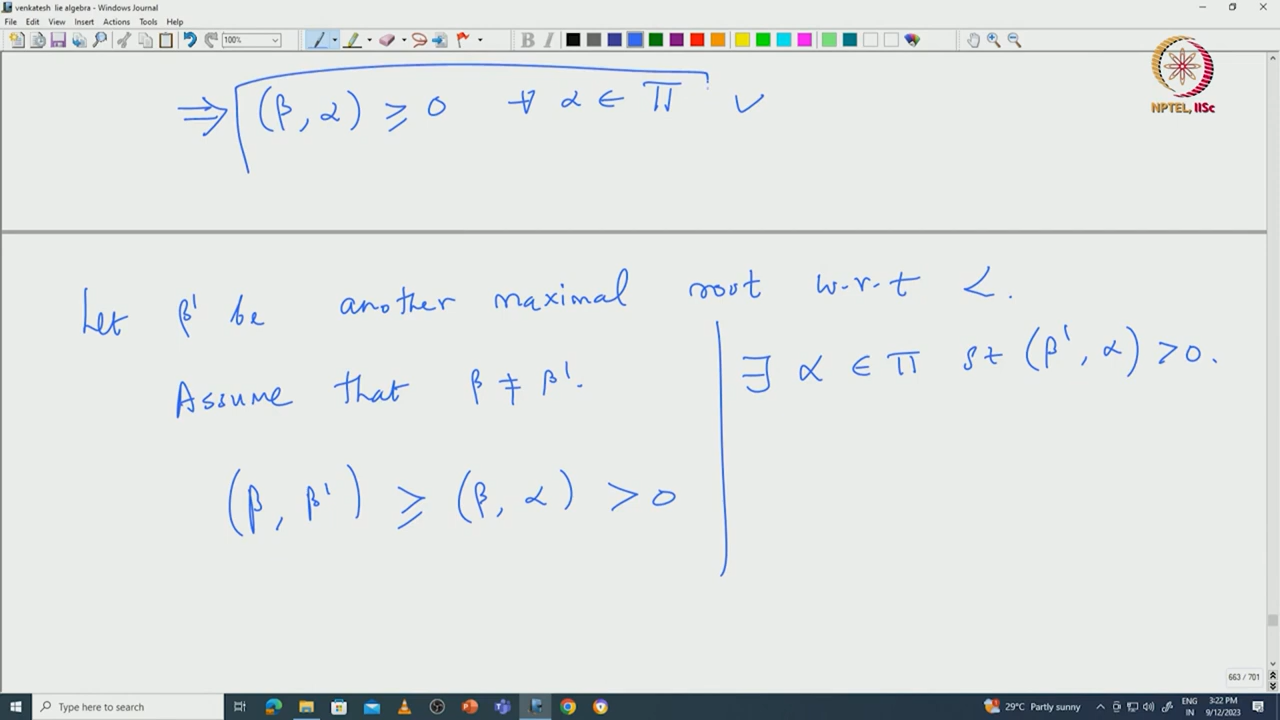 venkatesh lie algebra - Windows Journal
File Edit View Insert Actions Tools Help
100%
B I
NPTEL, IISc
⇒ (β, α) ≥ 0 ∀ α ∈ Π ✓
Let β' be another maximal root w.r.t <.
Assume that β ≠ β'.
(β, β') ≥ (β, α) > 0
∃ α ∈ Π st (β', α) > 0.
663 / 701
Type here to search
29°C Partly sunny
ENG
IN
3:22 PM
9/12/2023